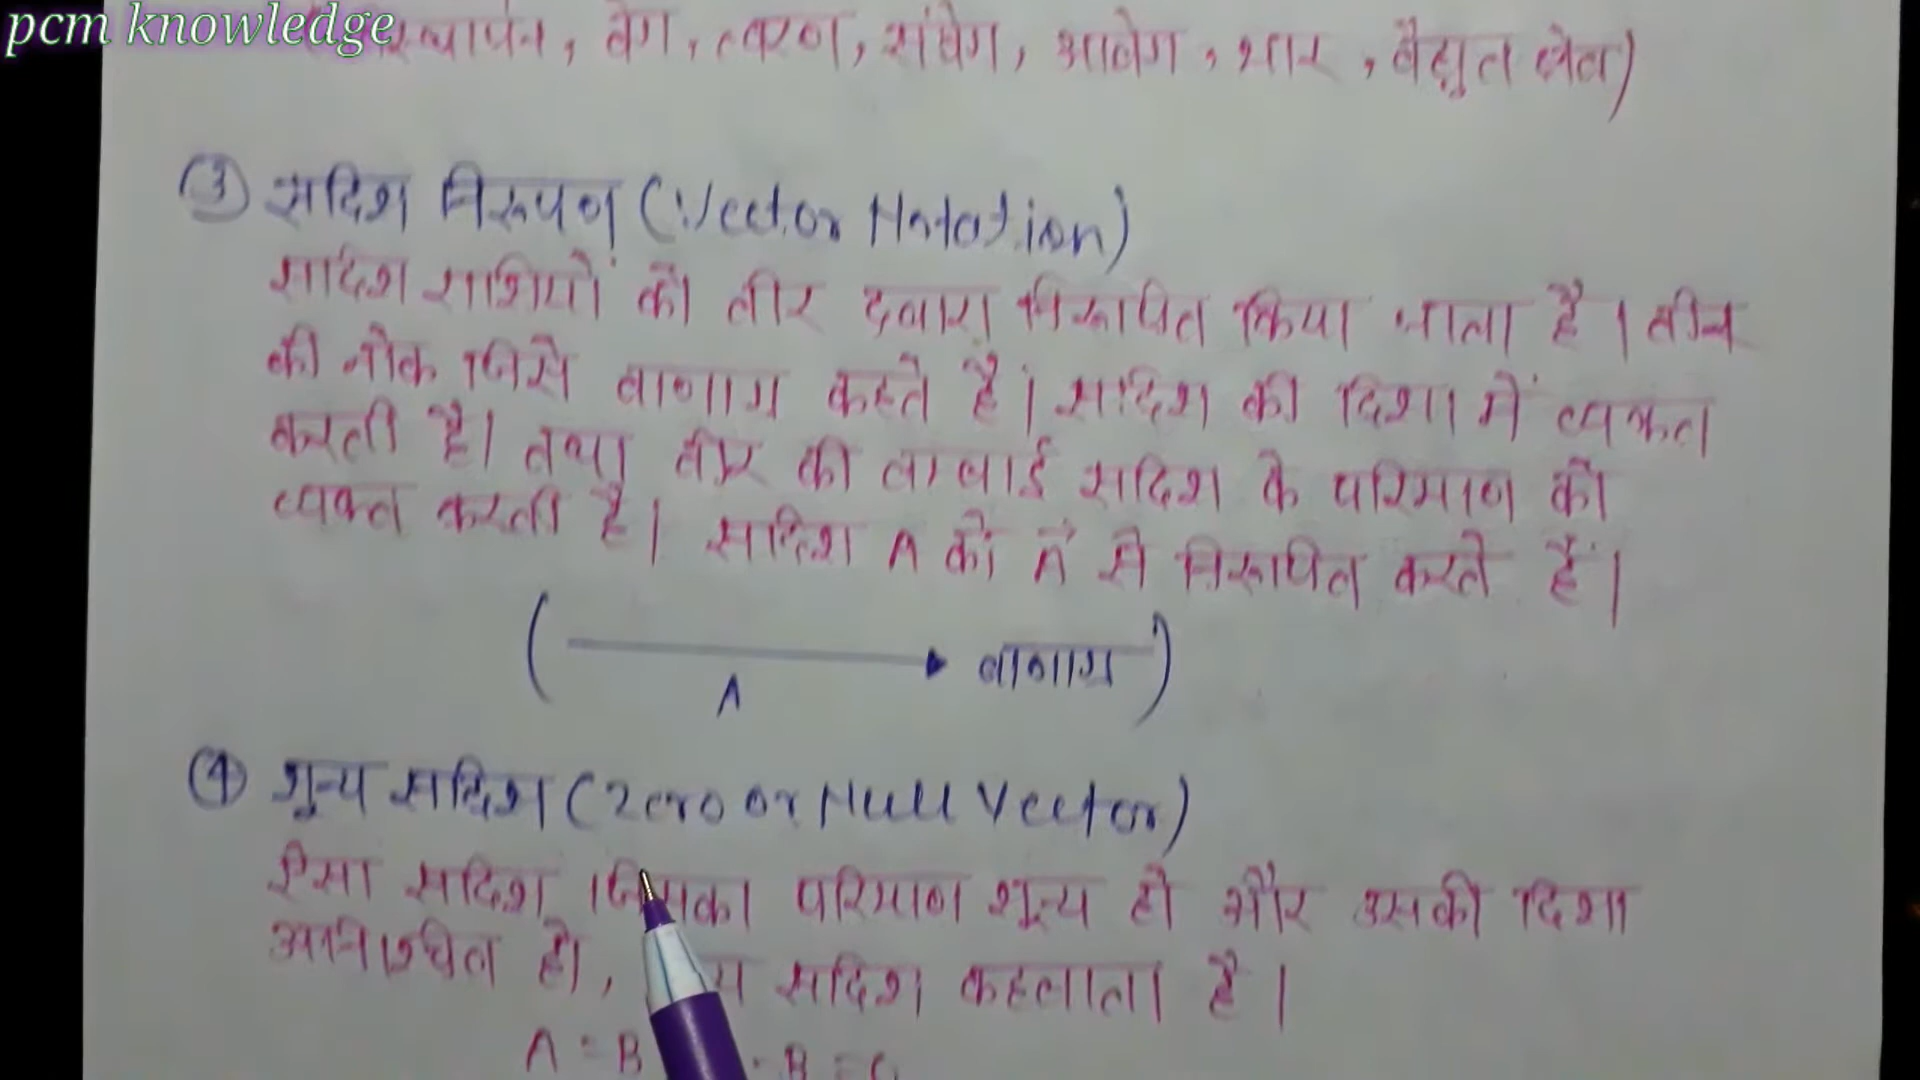 pcm knowledge
वेग, त्वरण, संवेग, आवेग, भार, वैद्युत क्षेत्र)
(3) सदिश निरूपण (Vector Notation)
सदिश राशियों को तीर द्वारा निरूपित किया जाता है। तीर
की नोक जिसे वाणाग्र कहते है। सदिश की दिशा में व्यक्त
करती है। तथा तीर की लम्बाई सदिश के परिमाण को
व्यक्त करती है। सदिश A को A⃗ से निरूपित करते हैं।
( A वाणाग्र )
(4) शून्य सदिश (Zero or Null Vector)
ऐसा सदिश जिसका परिमाण शून्य हो और उसकी दिशा
अनिश्चित हो, सदिश कहलाता है।
A = B